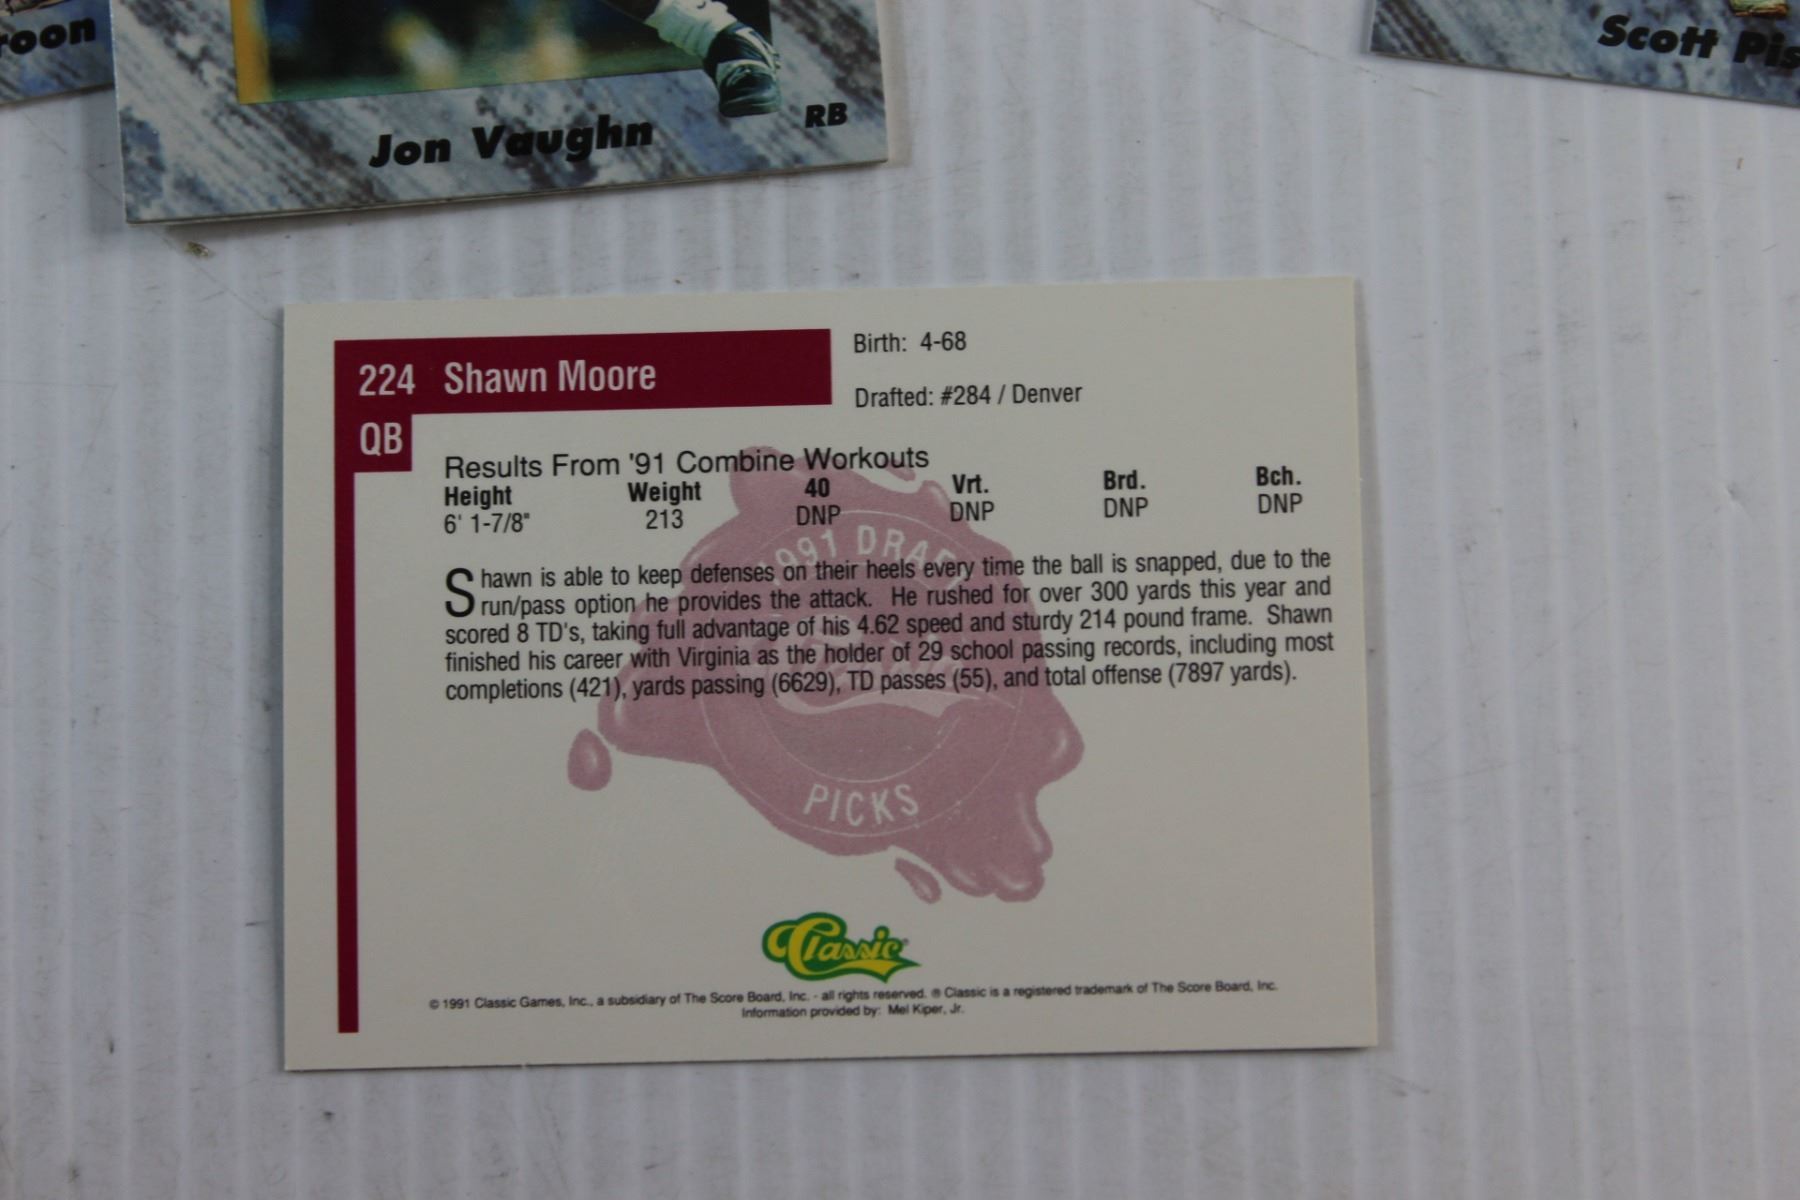 roon
Jon Vaughn
RB
Scott Pis
224 Shawn Moore
QB
Birth: 4-68
Drafted: #284 / Denver
Results From '91 Combine Workouts
Height Weight 40 Vrt. Brd. Bch.
6' 1-7/8" 213 DNP DNP DNP DNP
Shawn is able to keep defenses on their heels every time the ball is snapped, due to the
run/pass option he provides the attack. He rushed for over 300 yards this year and
scored 8 TD's, taking full advantage of his 4.62 speed and sturdy 214 pound frame. Shawn
finished his career with Virginia as the holder of 29 school passing records, including most
completions (421), yards passing (6629), TD passes (55), and total offense (7897 yards).
1991 DRAFT
PICKS
Classic
© 1991 Classic Games, Inc., a subsidiary of The Score Board, Inc. - all rights reserved. ® Classic is a registered trademark of The Score Board, Inc.
Information provided by: Mel Kiper, Jr.